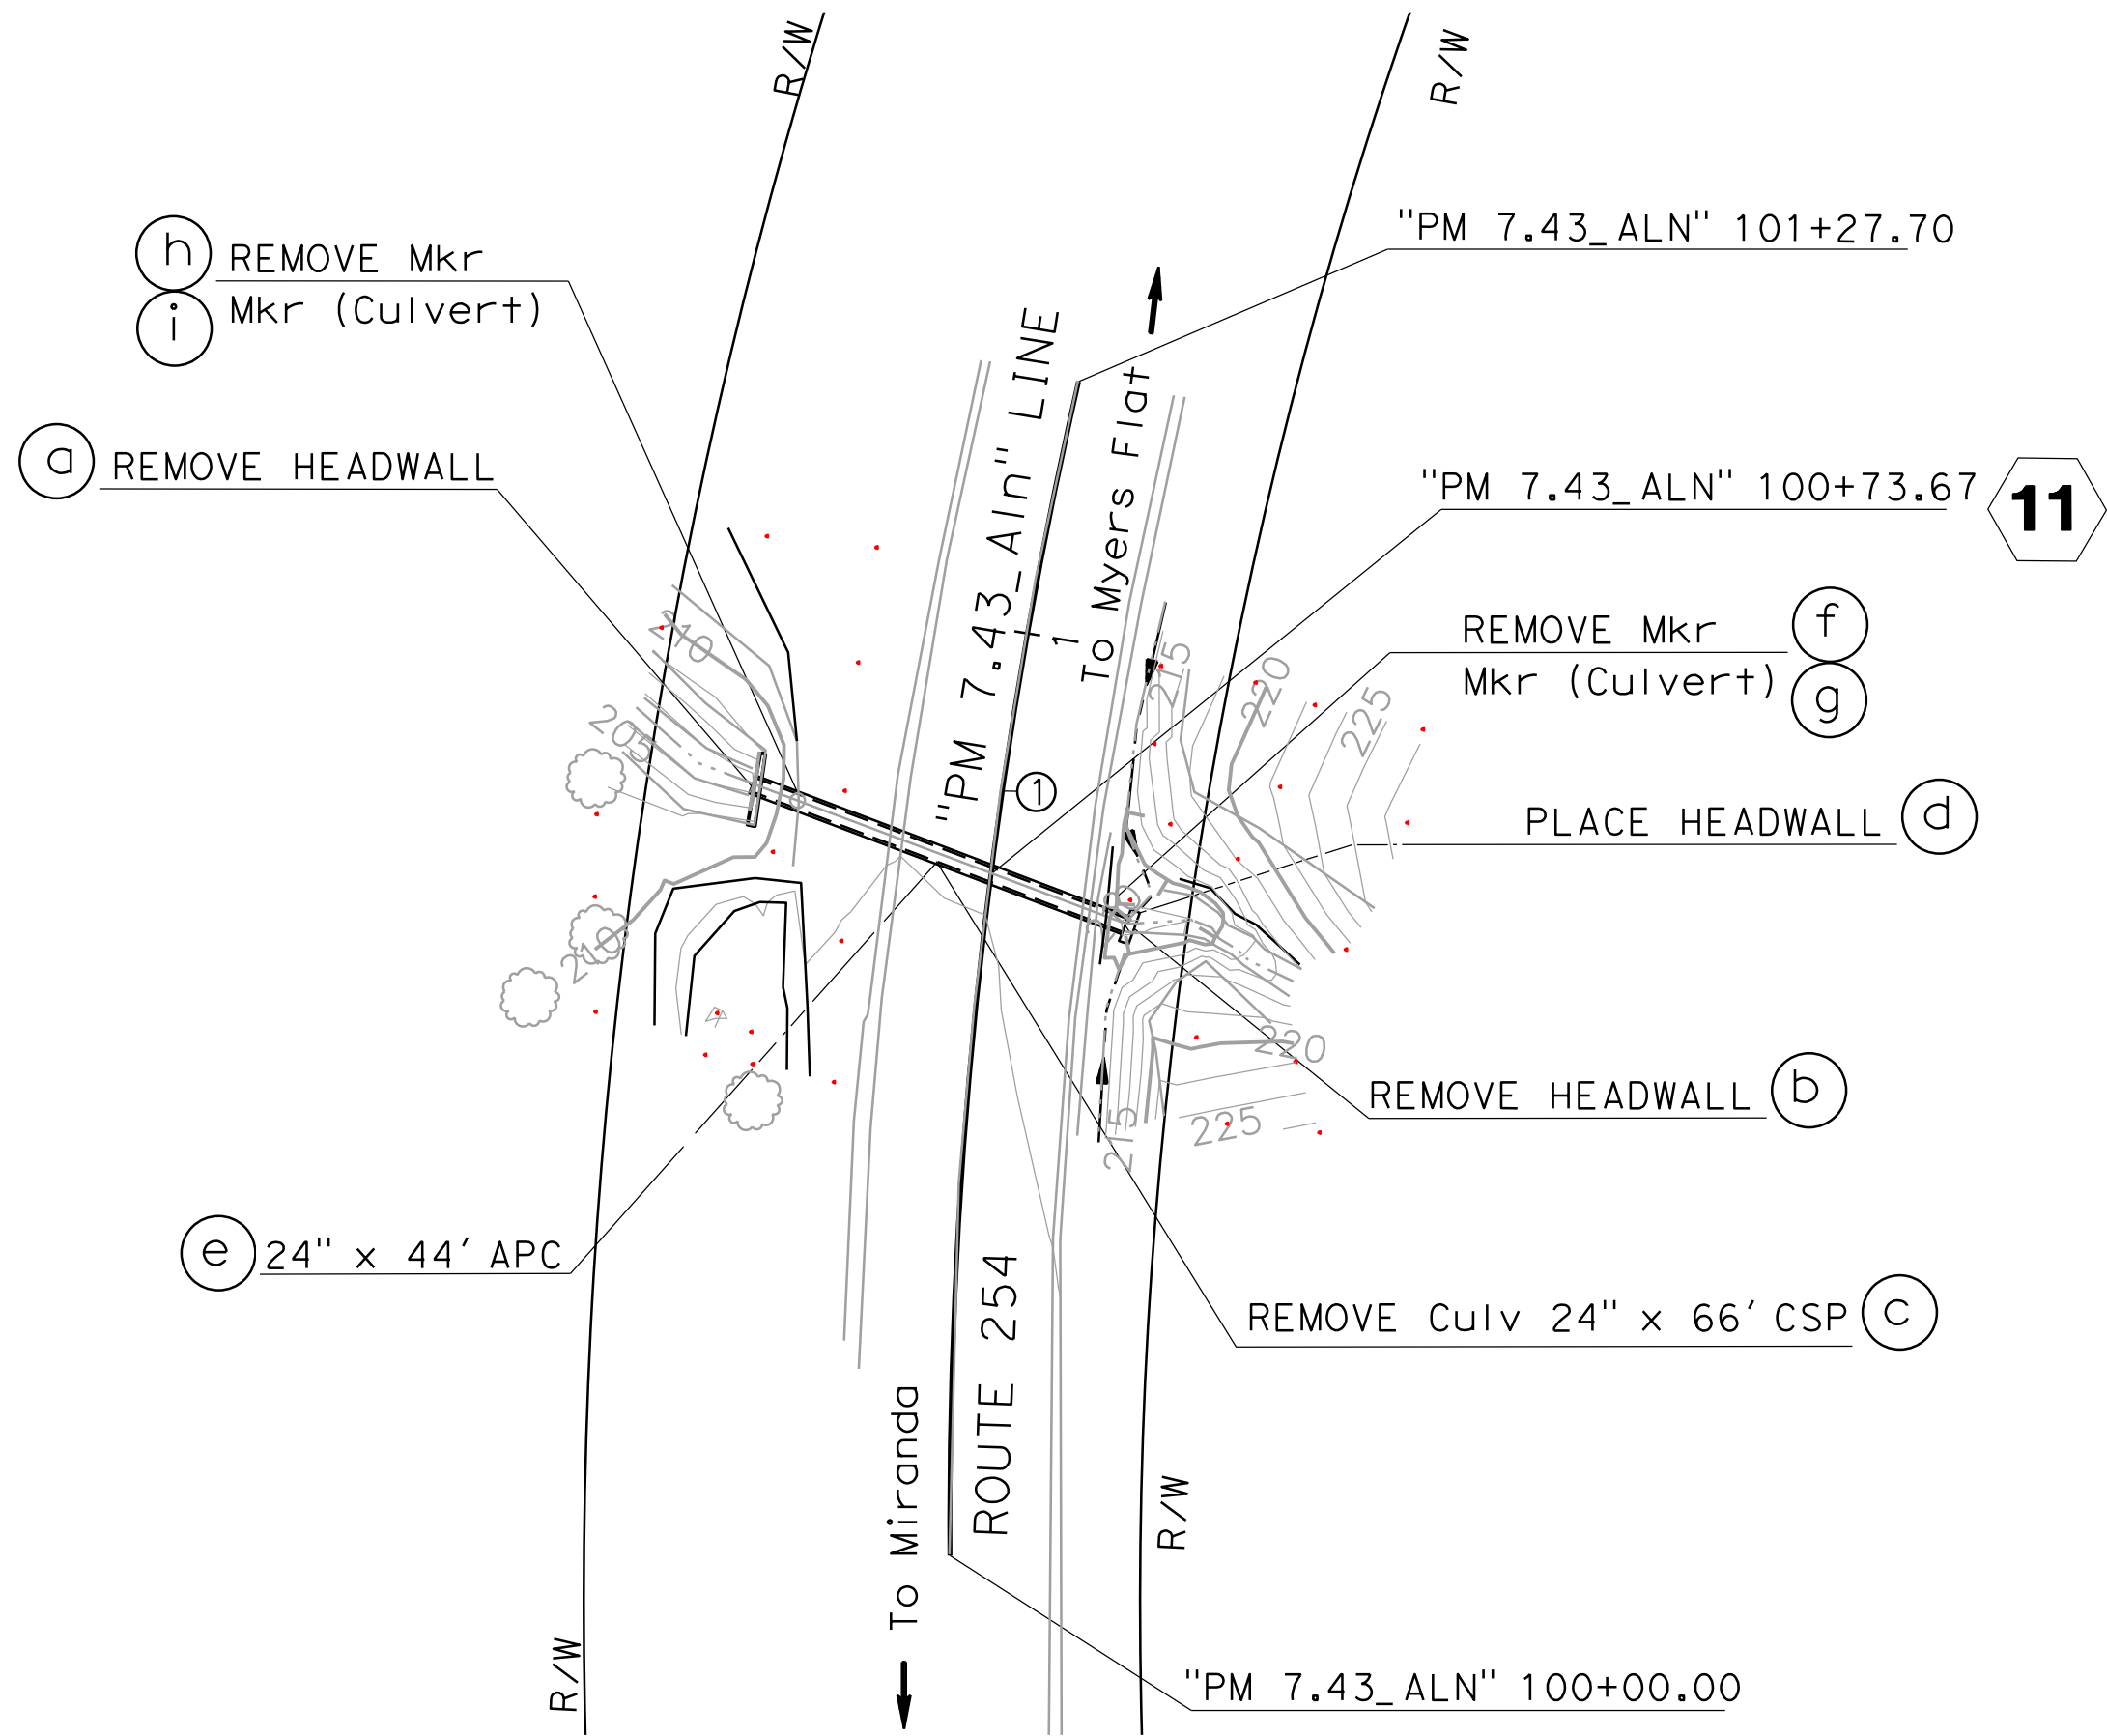 R/W
R/W
"PM 7.43_ALN" 101+27.70
h REMOVE Mkr
i Mkr (Culvert)
"PM 7.43_Aln" LINE
To Myers Flat
1
a REMOVE HEADWALL
"PM 7.43_ALN" 100+73.67
11
REMOVE Mkr f
Mkr (Culvert) g
210
205
215
220
225
1
PLACE HEADWALL d
210
220
REMOVE HEADWALL b
215
225
e 24" x 44' APC
REMOVE Culv 24" x 66' CSP c
ROUTE 254
To Miranda
R/W
R/W
"PM 7.43_ALN" 100+00.00